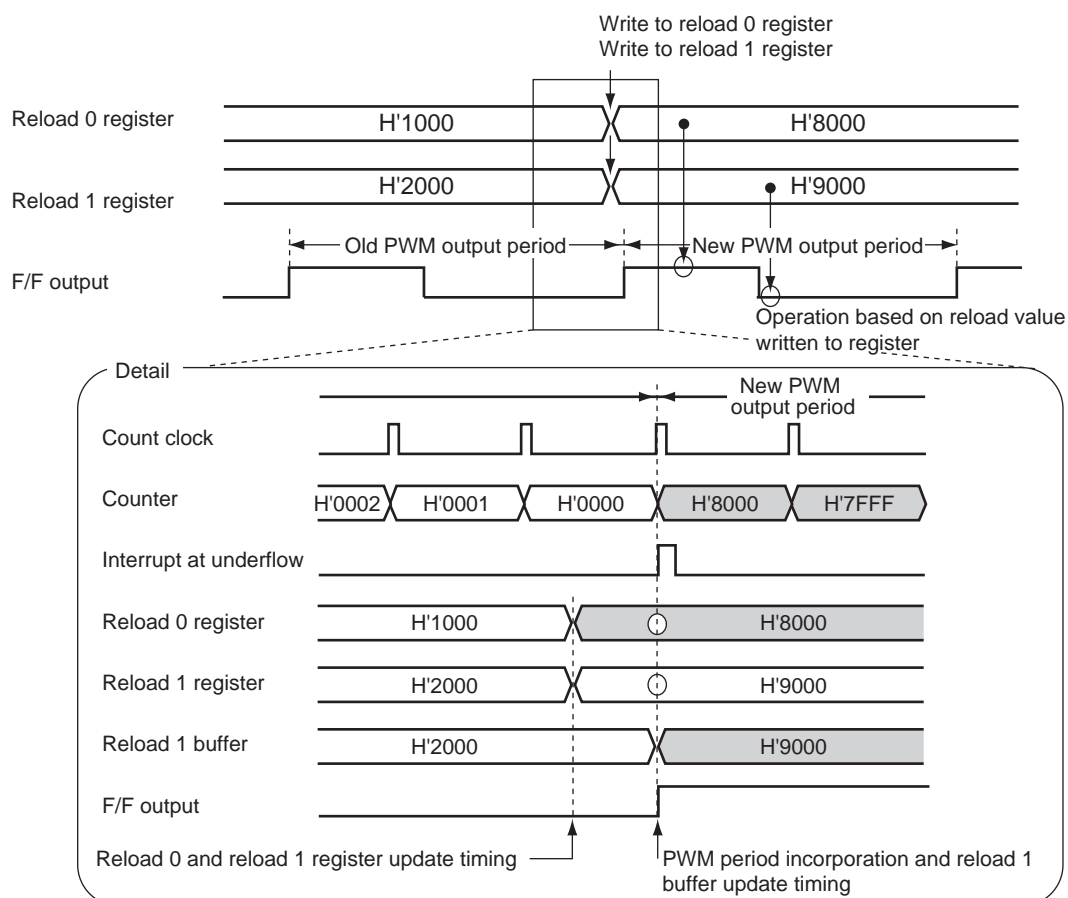 Write to reload 0 register
Write to reload 1 register
Reload 0 register
H'1000
H'8000
Reload 1 register
H'2000
H'9000
Old PWM output period
New PWM output period
F/F output
Operation based on reload value
written to register
Detail
New PWM
output period
Count clock
Counter
H'0002
H'0001
H'0000
H'8000
H'7FFF
Interrupt at underflow
Reload 0 register
H'1000
H'8000
Reload 1 register
H'2000
H'9000
Reload 1 buffer
H'2000
H'9000
F/F output
Reload 0 and reload 1 register update timing
PWM period incorporation and reload 1
buffer update timing